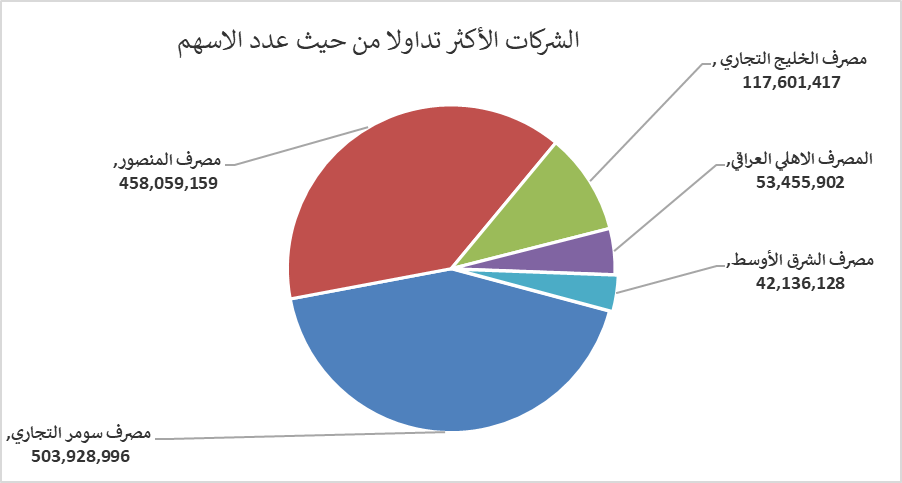 الشركات الأكثر تداولا من حيث عدد الاسهم
مصرف الخليج التجاري ,
117,601,417
مصرف المنصور,
458,059,159
المصرف الاهلي العراقي,
53,455,902
مصرف الشرق الأوسط,
42,136,128
مصرف سومر التجاري,
503,928,996